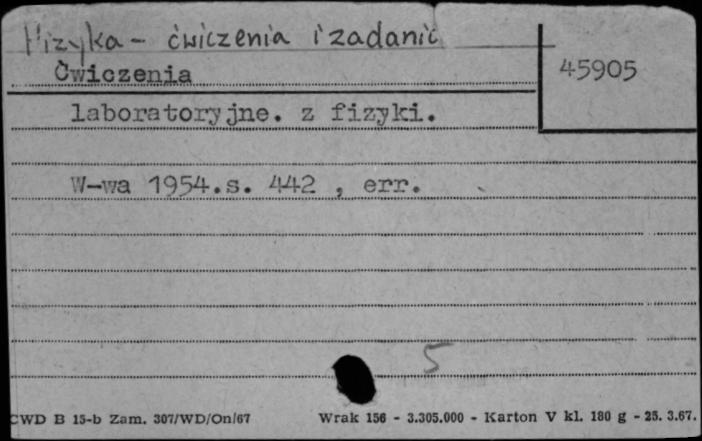 Fizyka - ćwiczenia i zadania
45905
Ćwiczenia
laboratoryjne. z fizyki.
W-wa 1954.s. 442 , err.
5
CWD B 15-b Zam. 307/WD/On/67 Wrak 156 - 3.305.000 - Karton V kl. 180 g - 25. 3.67.